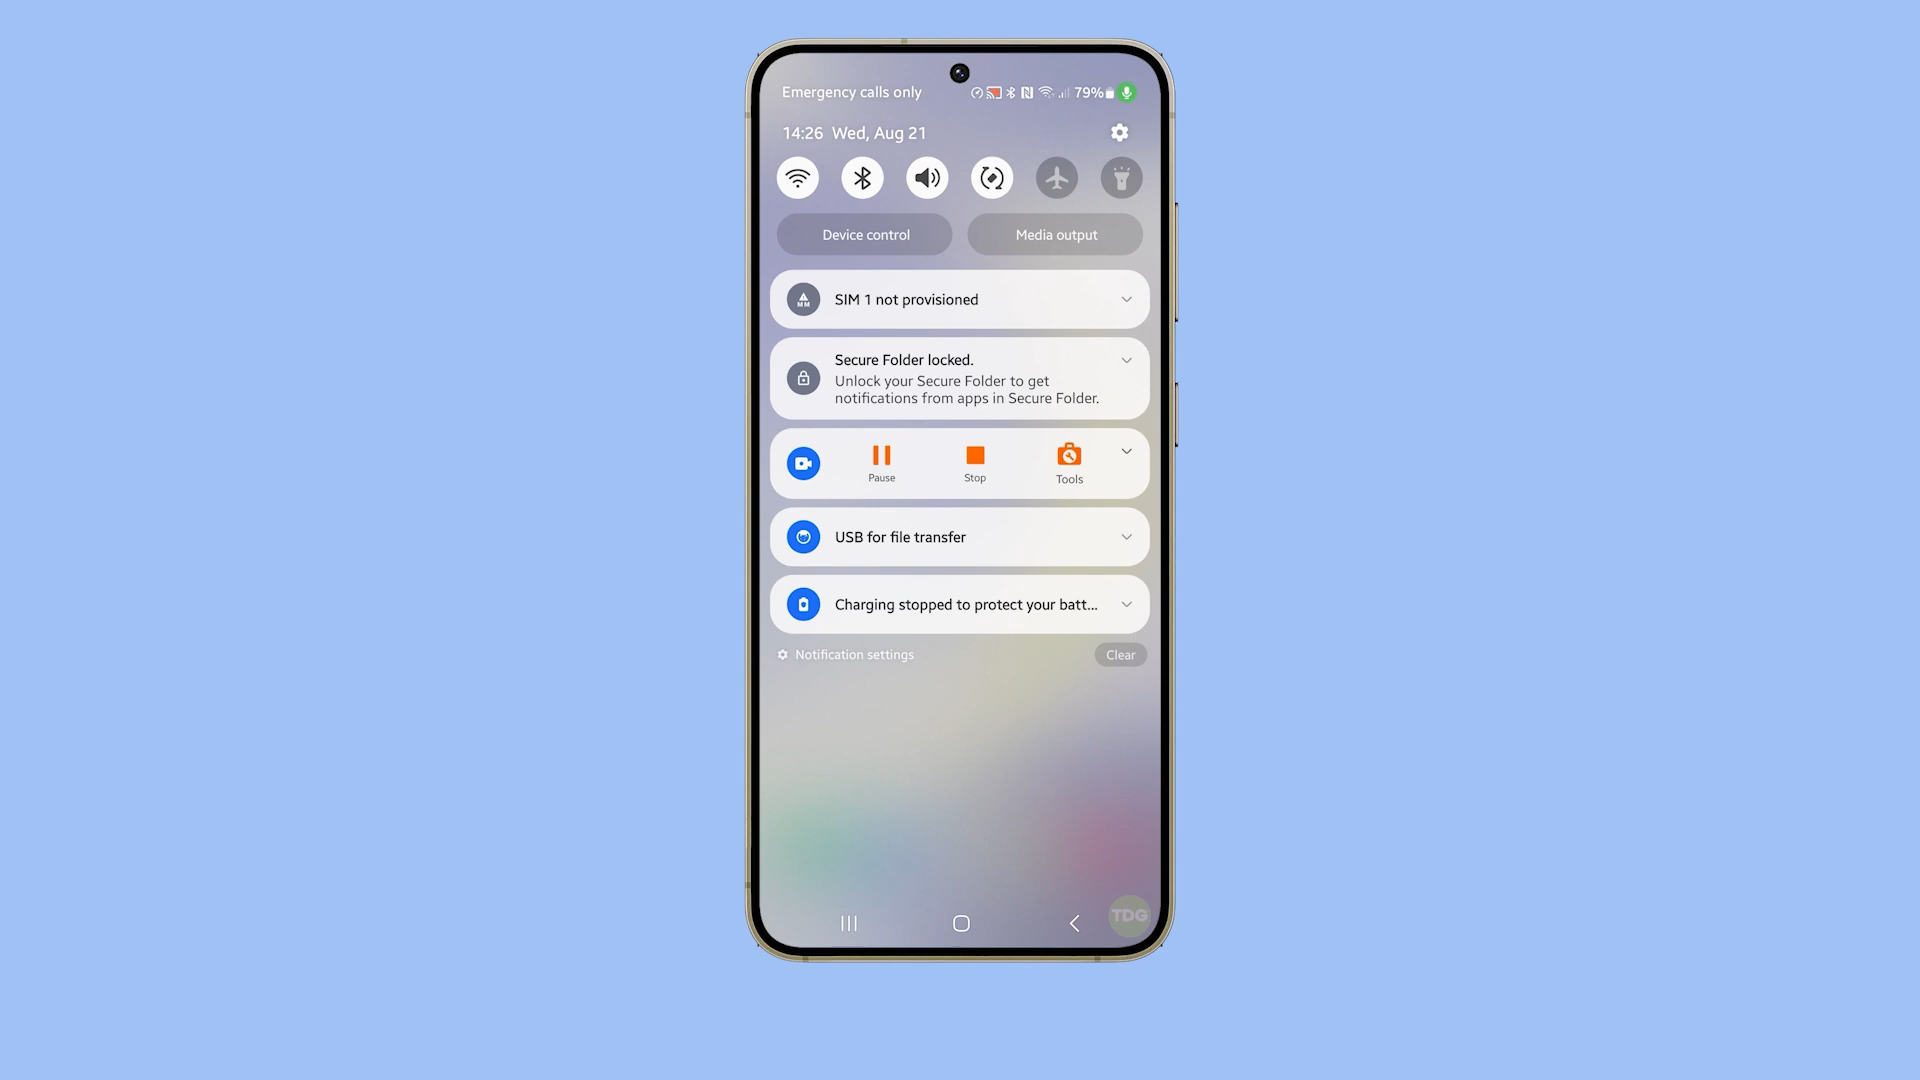 Emergency calls only 79%
14:26 Wed, Aug 21
Device control Media output
SIM 1 not provisioned
Secure Folder locked.
Unlock your Secure Folder to get
notifications from apps in Secure Folder.
Pause Stop Tools
USB for file transfer
Charging stopped to protect your batt...
Notification settings Clear
TDG